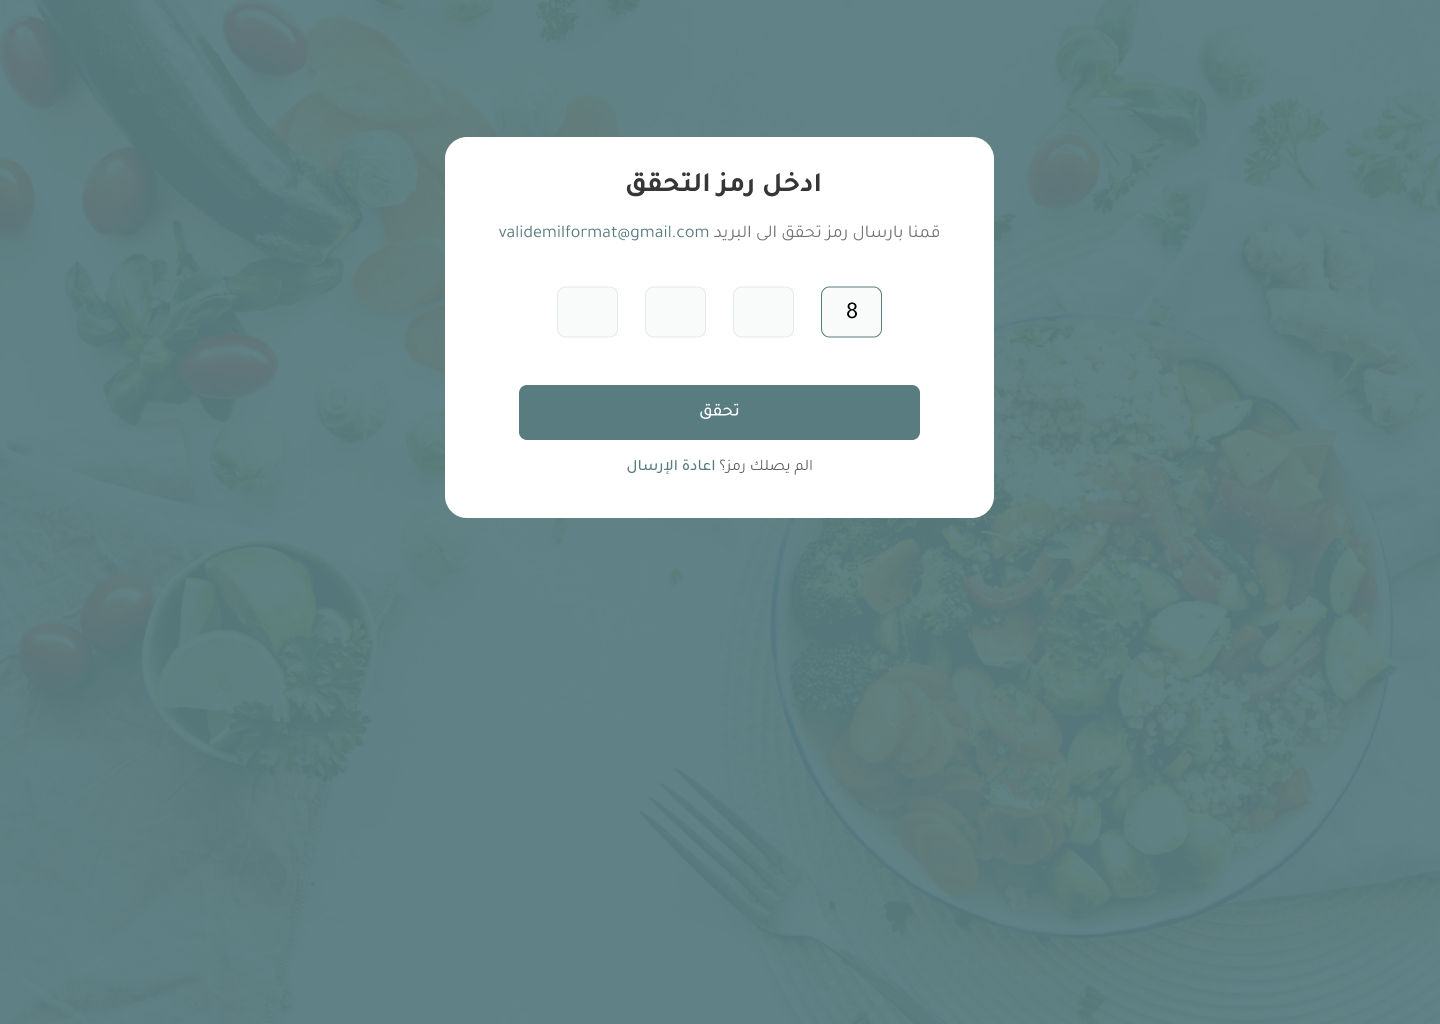 ادخل رمز التحقق
قمنا بارسال رمز تحقق الى البريد validemilformat@gmail.com
8
تحقق
الم يصلك رمز؟ اعادة الإرسال